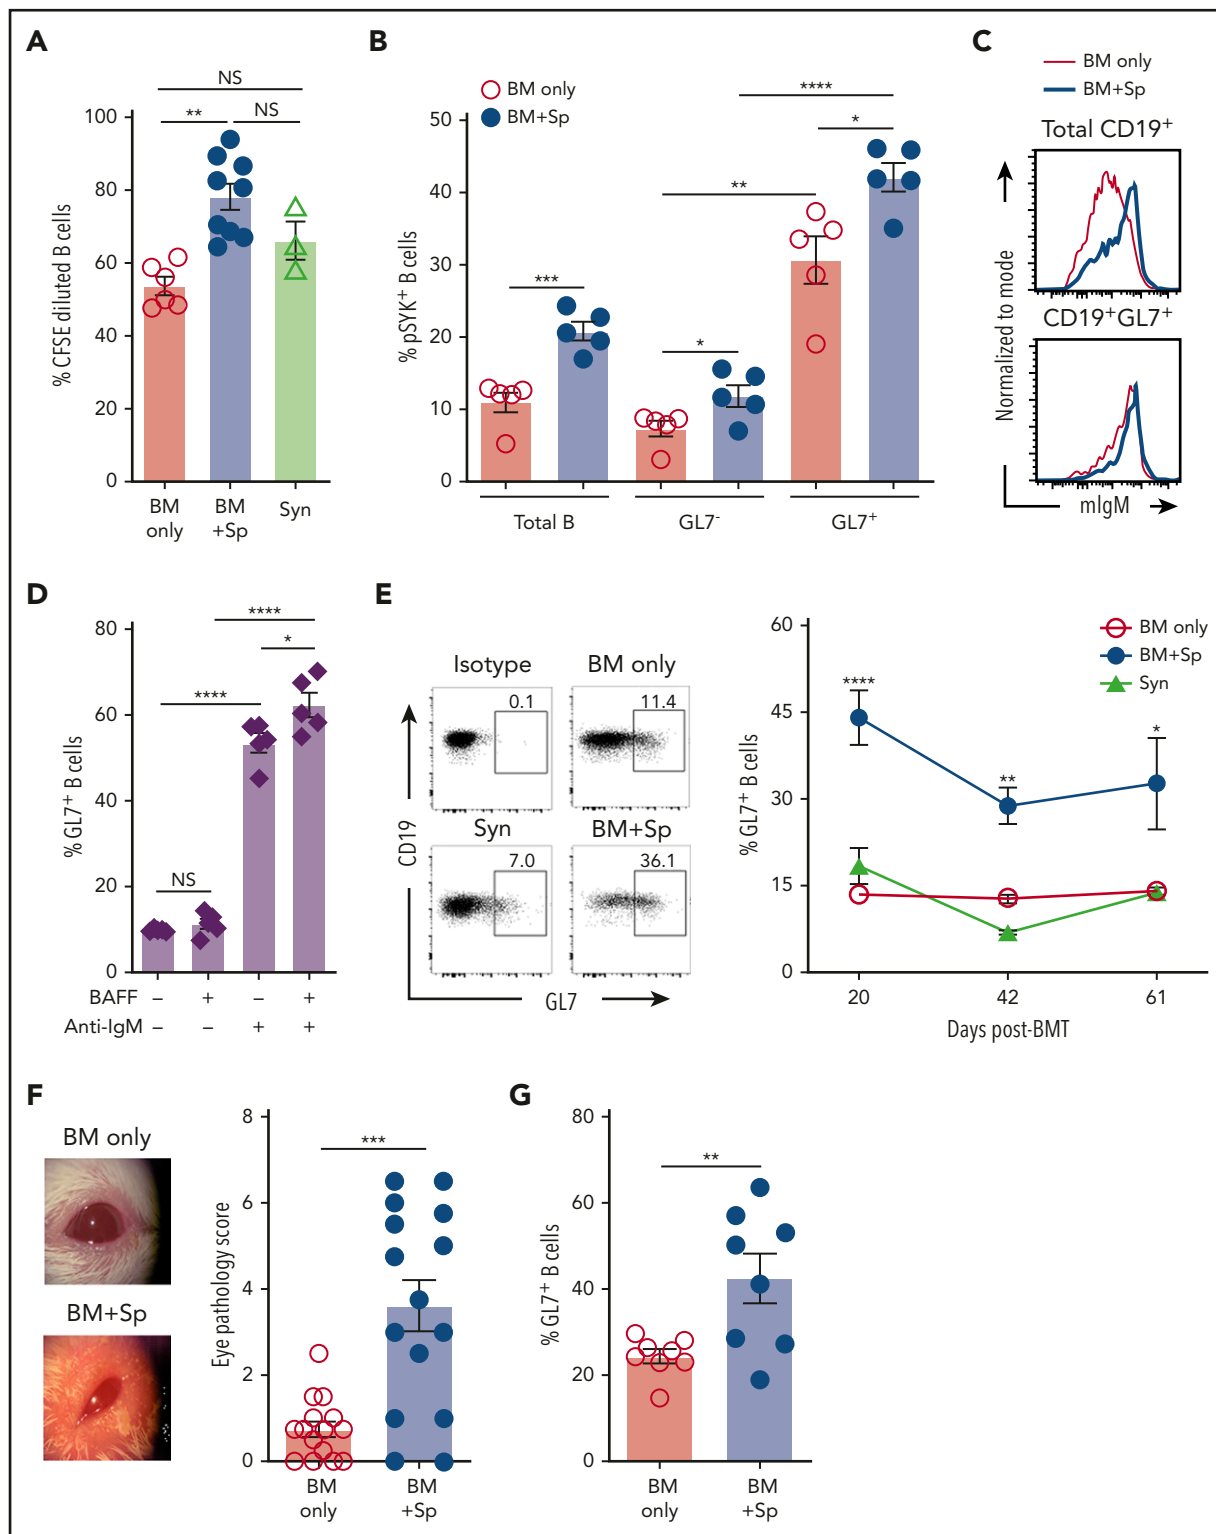 A
NS
**
NS
% CFSE diluted B cells
100
80
60
40
20
0
BM only
BM +Sp
Syn
B
BM only
BM+Sp
****
*
**
***
*
% pSYK+ B cells
50
40
30
20
10
0
Total B
GL7-
GL7+
C
BM only
BM+Sp
Total CD19+
CD19+GL7+
Normalized to mode
mIgM
D
****
*
****
NS
% GL7+ B cells
80
60
40
20
0
BAFF – + – +
Anti-IgM – – + +
E
Isotype
BM only
0.1
11.4
Syn
BM+Sp
7.0
36.1
CD19
GL7
BM only
BM+Sp
Syn
****
**
*
% GL7+ B cells
60
45
30
15
0
20 42 61
Days post-BMT
F
BM only
BM+Sp
***
Eye pathology score
8
6
4
2
0
BM only
BM +Sp
G
**
% GL7+ B cells
80
60
40
20
0
BM only
BM +Sp